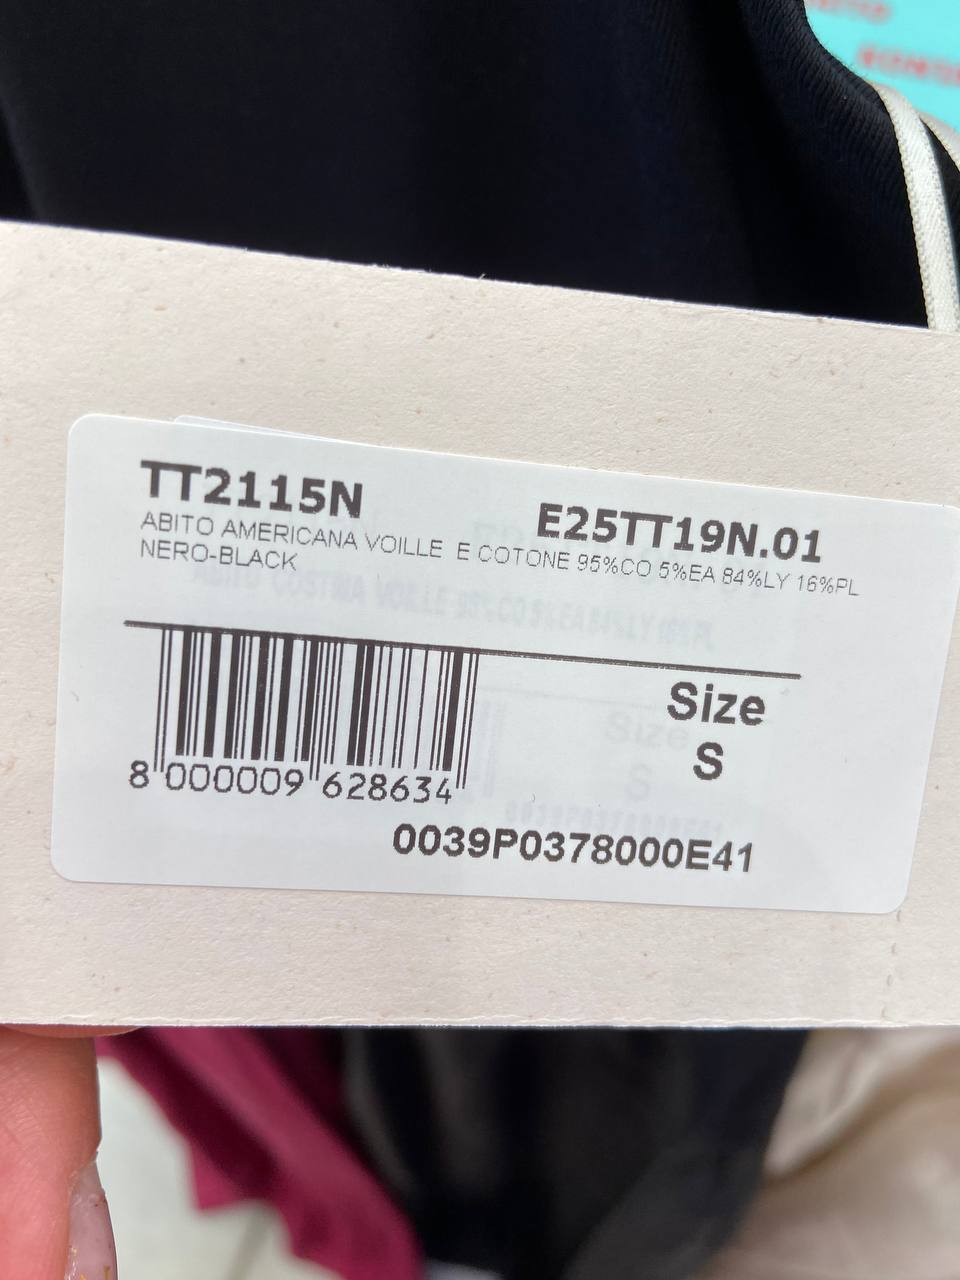 TT2115N
E25TT19N.01
ABITO AMERICANA VOILLE E COTONE 95%CO 5%EA 84%LY 16%PL
NERO-BLACK
Size
S
8 000009 628634
0039P0378000E41